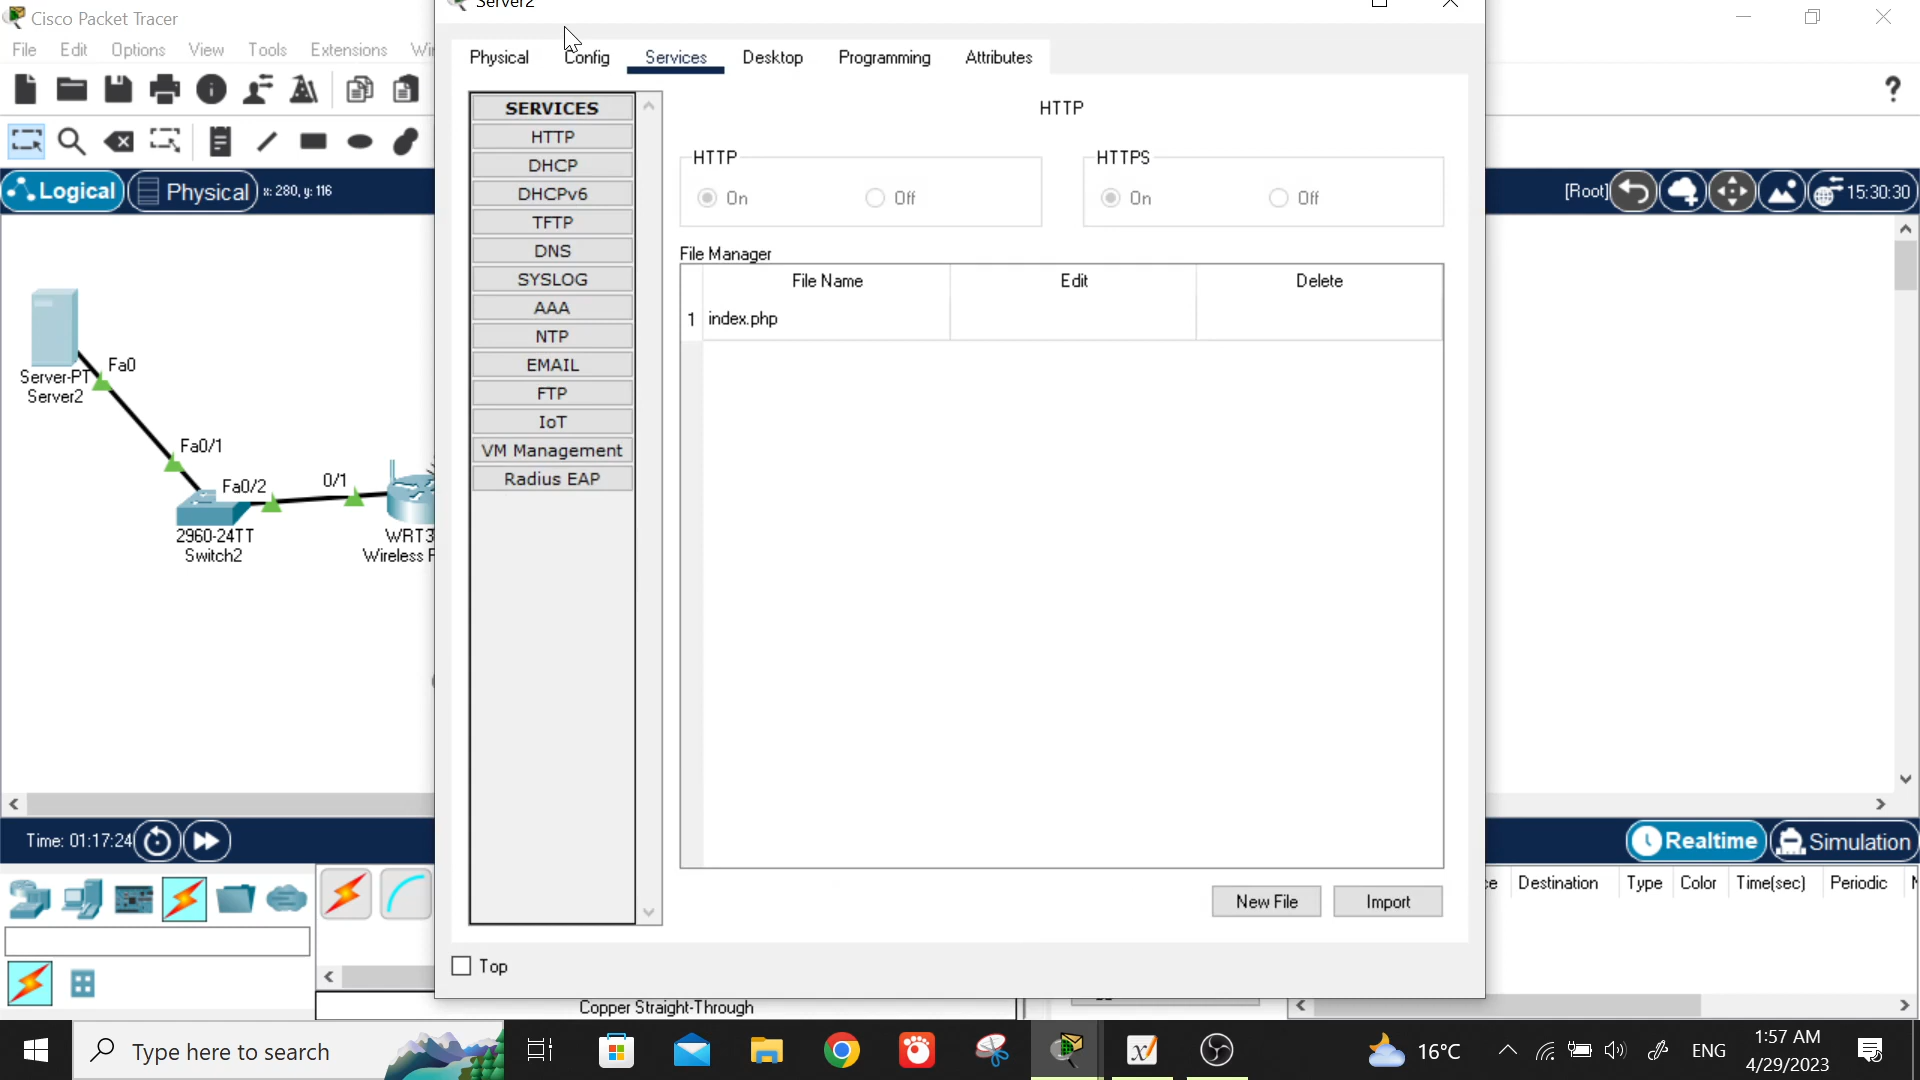 Cisco Packet Tracer
File Edit Options View Tools Extensions
Server2
Physical Config Services Desktop Programming Attributes
?
Logical Physical x: 280, y: 116
[Root] 15:30:30
SERVICES
HTTP
DHCP
DHCPv6
TFTP
DNS
SYSLOG
AAA
NTP
EMAIL
FTP
IoT
VM Management
Radius EAP
HTTP
HTTP
On Off
HTTPS
On Off
File Manager
File Name Edit Delete
1 index.php
New File Import
Top
Fa0
Server-PT
Server2
Fa0/1
Fa0/2
0/1
2960-24TT
Switch2
WRT3
Wireless
Time: 01:17:24
Realtime Simulation
Destination Type Color Time(sec) Periodic
Copper Straight-Through
Type here to search
16°C
ENG
1:57 AM
4/29/2023